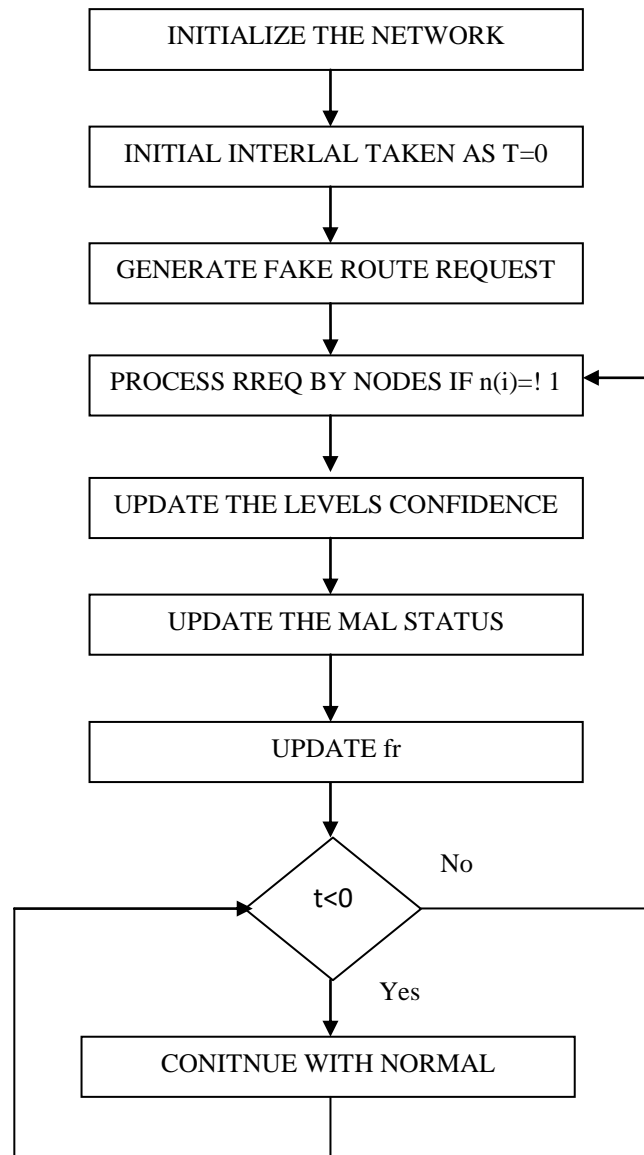 INITIALIZE THE NETWORK
INITIAL INTERLAL TAKEN AS T=0
GENERATE FAKE ROUTE REQUEST
PROCESS RREQ BY NODES IF n(i)=! 1
UPDATE THE LEVELS CONFIDENCE
UPDATE THE MAL STATUS
UPDATE fr
No
t<0
Yes
CONITNUE WITH NORMAL